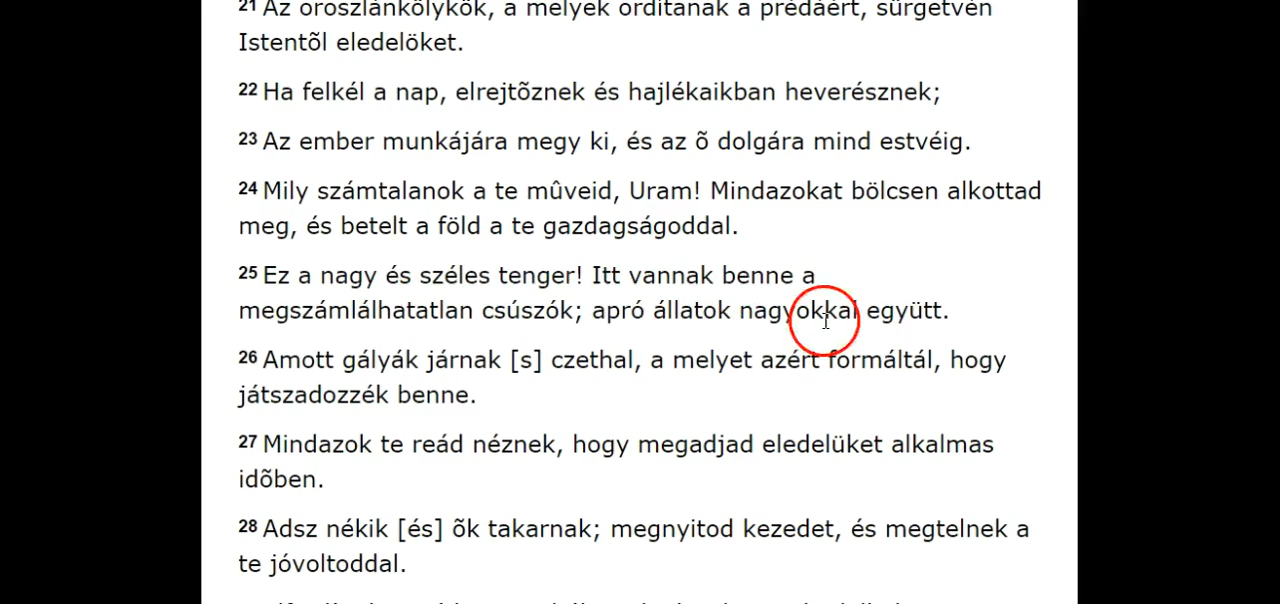 21 Az oroszlánkölykök, a melyek ordítanak a prédáért, sürgetvén
Istentõl eledelöket.
22 Ha felkél a nap, elrejtõznek és hajlékaikban heverésznek;
23 Az ember munkájára megy ki, és az õ dolgára mind estvéig.
24 Mily számtalanok a te mûveid, Uram! Mindazokat bölcsen alkottad
meg, és betelt a föld a te gazdagságoddal.
25 Ez a nagy és széles tenger! Itt vannak benne a
megszámlálhatatlan csúszók; apró állatok nagyokkal együtt.
26 Amott gályák járnak [s] czethal, a melyet azért formáltál, hogy
játszadozzék benne.
27 Mindazok te reád néznek, hogy megadjad eledelüket alkalmas
idõben.
28 Adsz nékik [és] õk takarnak; megnyitod kezedet, és megtelnek a
te jóvoltoddal.